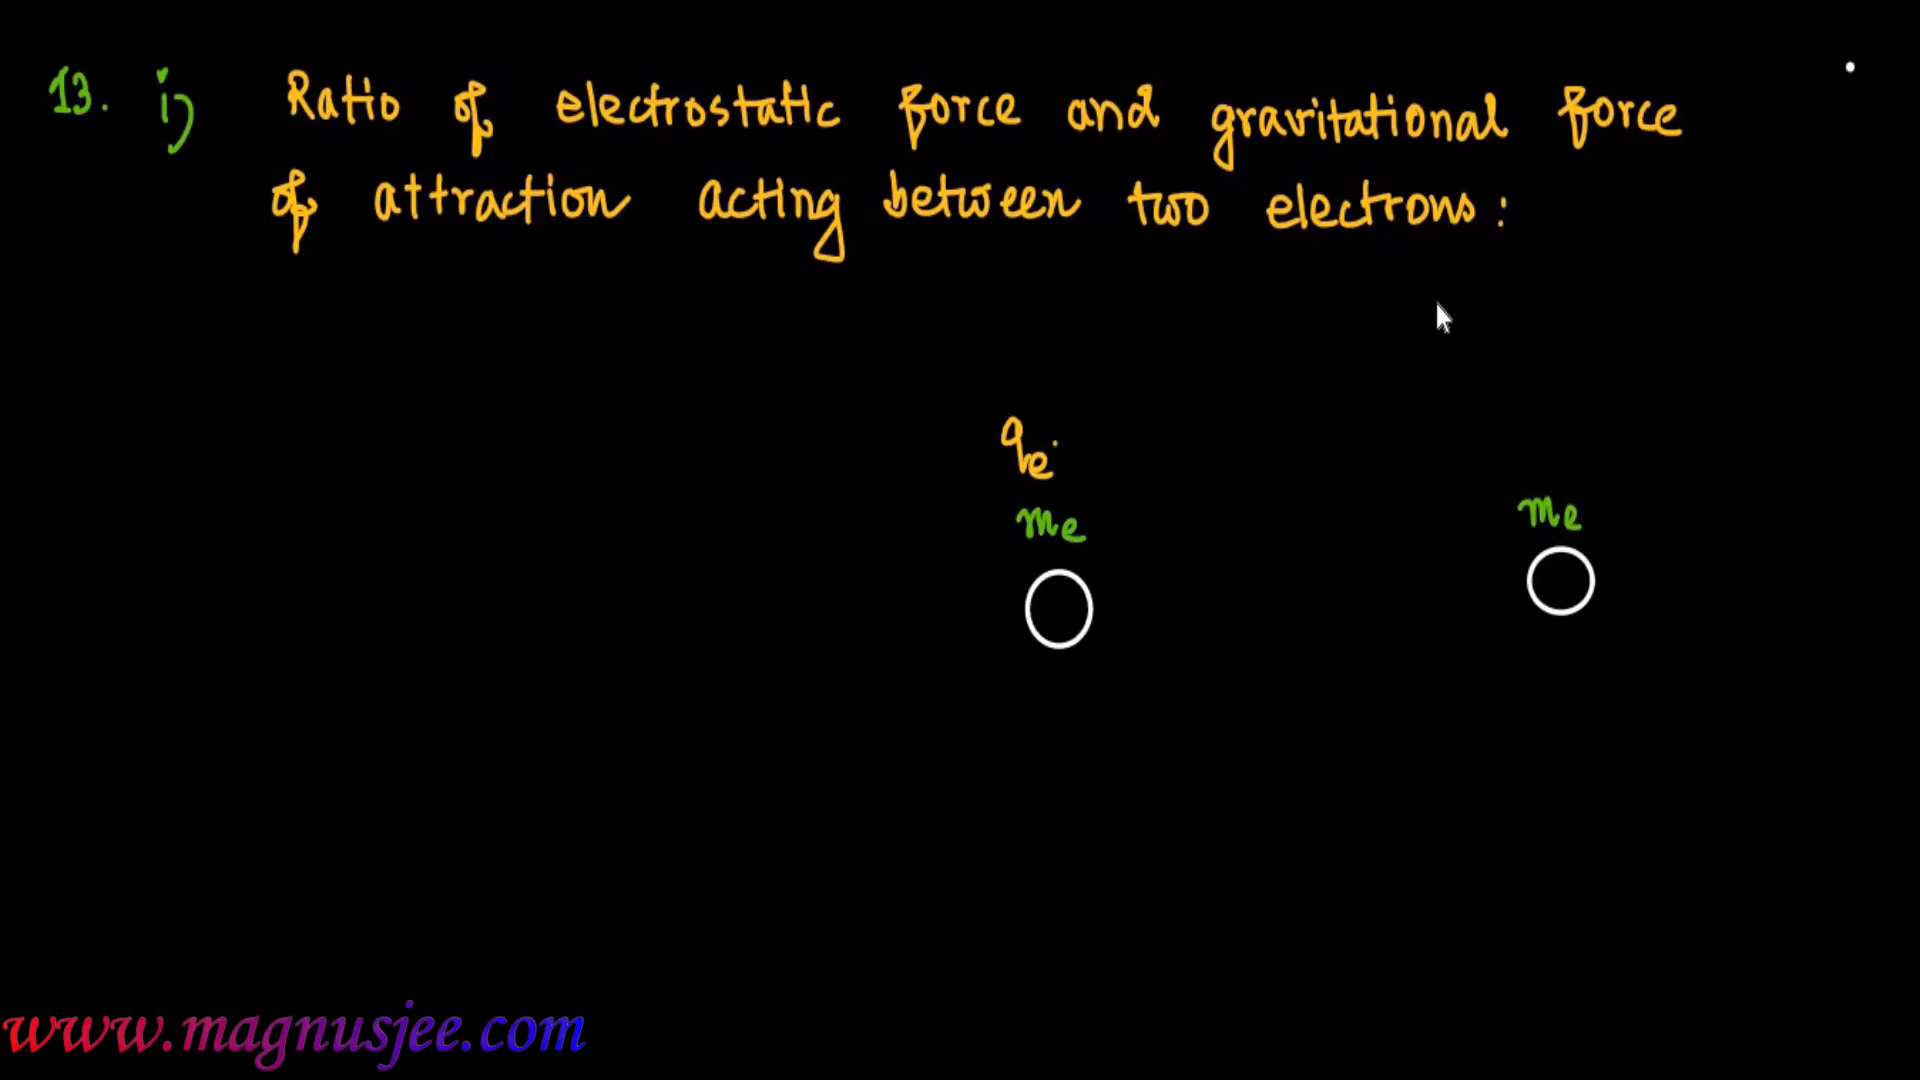 13. i) Ratio of electrostatic force and gravitational force
of attraction acting between two electrons:
qe
me
me
www.magnusjee.com